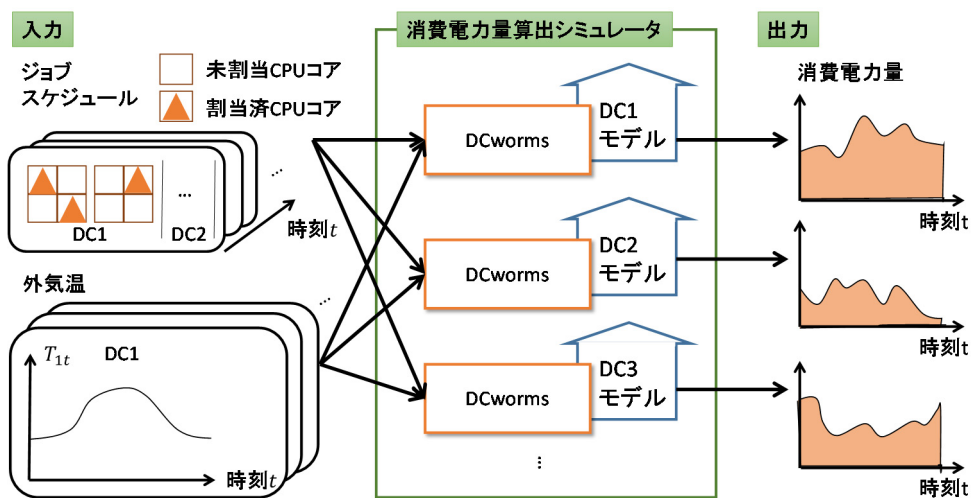 入力
ジョブ
スケジュール
未割当CPUコア
割当済CPUコア
...
DC1
DC2
...
時刻t
外気温
...
T1t
DC1
時刻t
消費電力量算出シミュレータ
DCworms
DC1
モデル
DCworms
DC2
モデル
DCworms
DC3
モデル
...
出力
消費電力量
時刻t
時刻t
時刻t